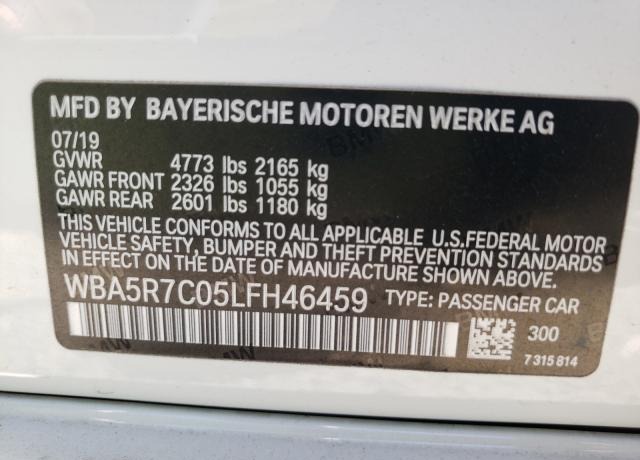 MFD BY BAYERISCHE MOTOREN WERKE AG
07/19
GVWR 4773 lbs 2165 kg
GAWR FRONT 2326 lbs 1055 kg
GAWR REAR 2601 lbs 1180 kg
THIS VEHICLE CONFORMS TO ALL APPLICABLE U.S.FEDERAL MOTOR
VEHICLE SAFETY, BUMPER AND THEFT PREVENTION STANDARDS
IN EFFECT ON THE DATE OF MANUFACTURE SHOWN ABOVE.
WBA5R7C05LFH46459 TYPE: PASSENGER CAR
300
7 315 814